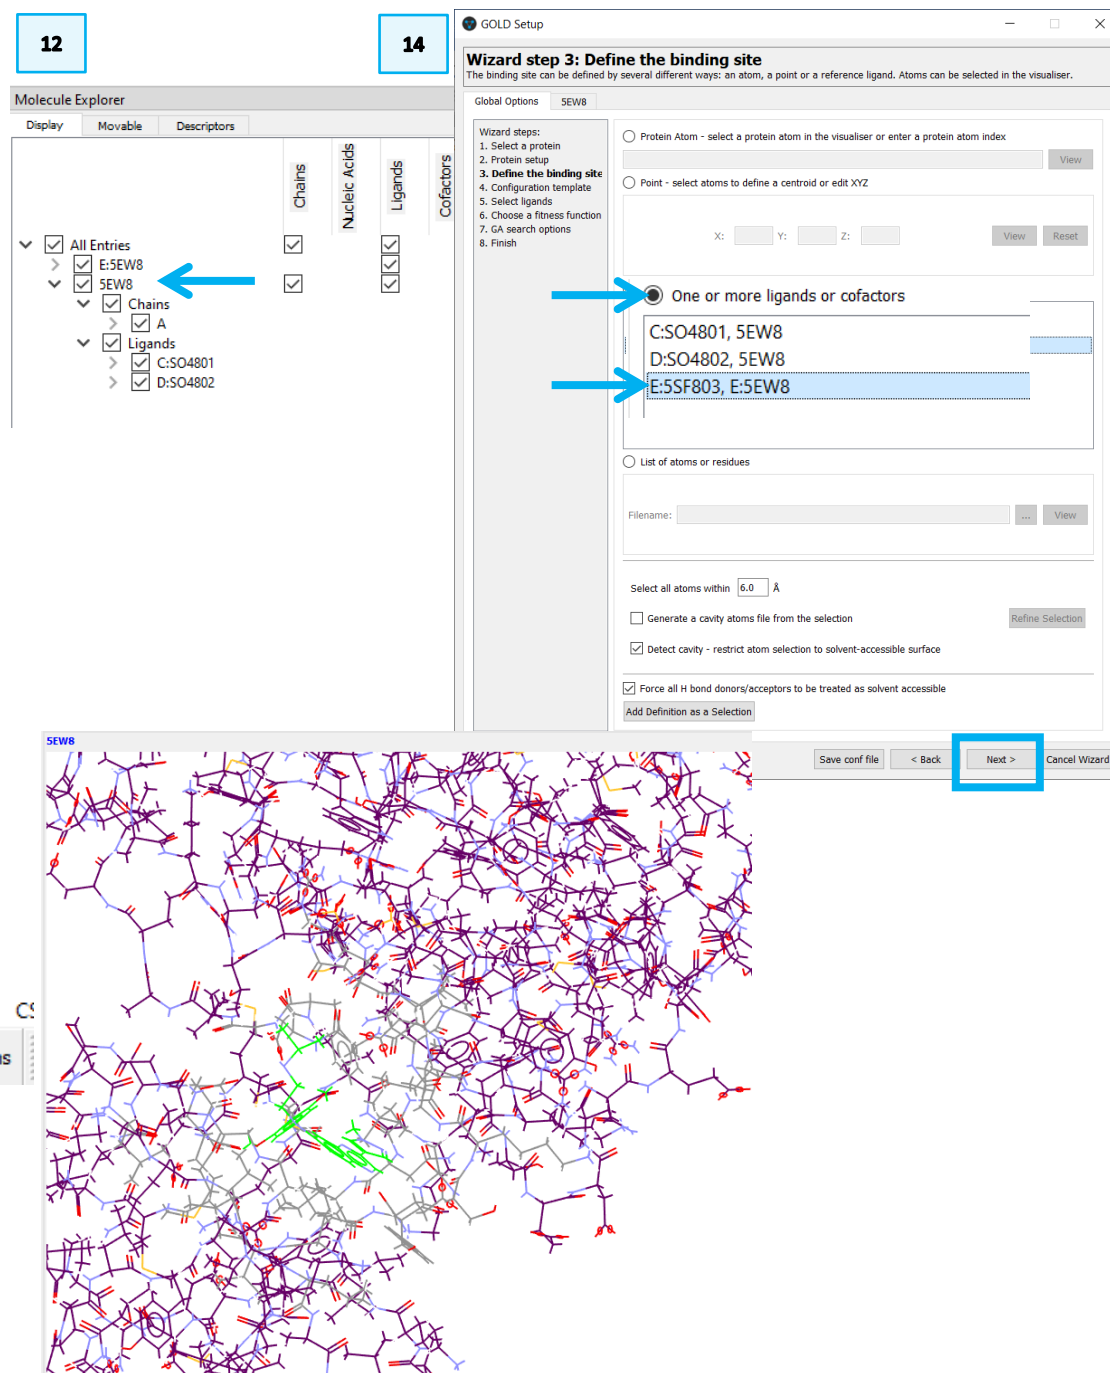 12
14
Molecule Explorer
Display Movable Descriptors
Chains
Nucleic Acids
Ligands
Cofactors
All Entries
E:5EW8
5EW8
Chains
A
Ligands
C:SO4801
D:SO4802
GOLD Setup
Wizard step 3: Define the binding site
The binding site can be defined by several different ways: an atom, a point or a reference ligand. Atoms can be selected in the visualiser.
Global Options 5EW8
Wizard steps:
1. Select a protein
2. Protein setup
3. Define the binding site
4. Configuration template
5. Select ligands
6. Choose a fitness function
7. GA search options
8. Finish
Protein Atom - select a protein atom in the visualiser or enter a protein atom index
View
Point - select atoms to define a centroid or edit XYZ
X: Y: Z: View Reset
One or more ligands or cofactors
C:SO4801, 5EW8
D:SO4802, 5EW8
E:5SF803, E:5EW8
List of atoms or residues
Filename: ... View
Select all atoms within 6.0 Å
Generate a cavity atoms file from the selection
Refine Selection
Detect cavity - restrict atom selection to solvent-accessible surface
Force all H bond donors/acceptors to be treated as solvent accessible
Add Definition as a Selection
Save conf file < Back Next > Cancel Wizard
5EW8